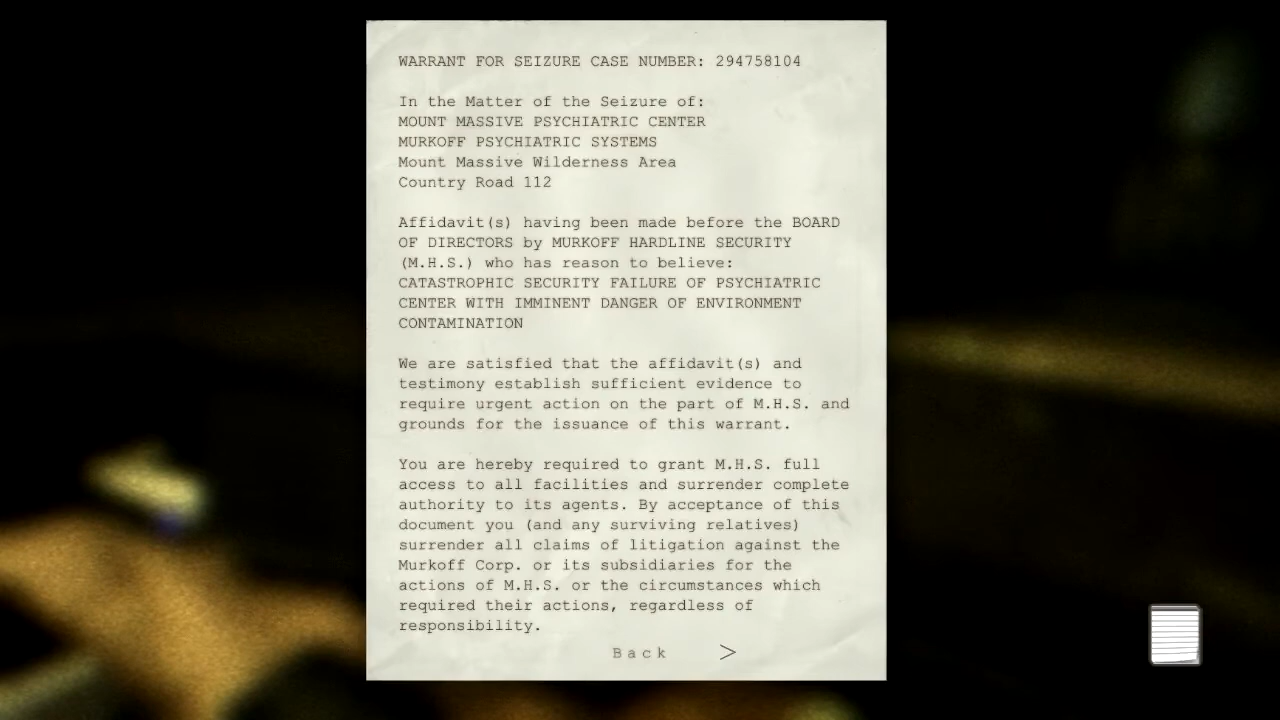 WARRANT FOR SEIZURE CASE NUMBER: 294758104
In the Matter of the Seizure of:
MOUNT MASSIVE PSYCHIATRIC CENTER
MURKOFF PSYCHIATRIC SYSTEMS
Mount Massive Wilderness Area
Country Road 112
Affidavit(s) having been made before the BOARD
OF DIRECTORS by MURKOFF HARDLINE SECURITY
(M.H.S.) who has reason to believe:
CATASTROPHIC SECURITY FAILURE OF PSYCHIATRIC
CENTER WITH IMMINENT DANGER OF ENVIRONMENT
CONTAMINATION
We are satisfied that the affidavit(s) and
testimony establish sufficient evidence to
require urgent action on the part of M.H.S. and
grounds for the issuance of this warrant.
You are hereby required to grant M.H.S. full
access to all facilities and surrender complete
authority to its agents. By acceptance of this
document you (and any surviving relatives)
surrender all claims of litigation against the
Murkoff Corp. or its subsidiaries for the
actions of M.H.S. or the circumstances which
required their actions, regardless of
responsibility.
Back >